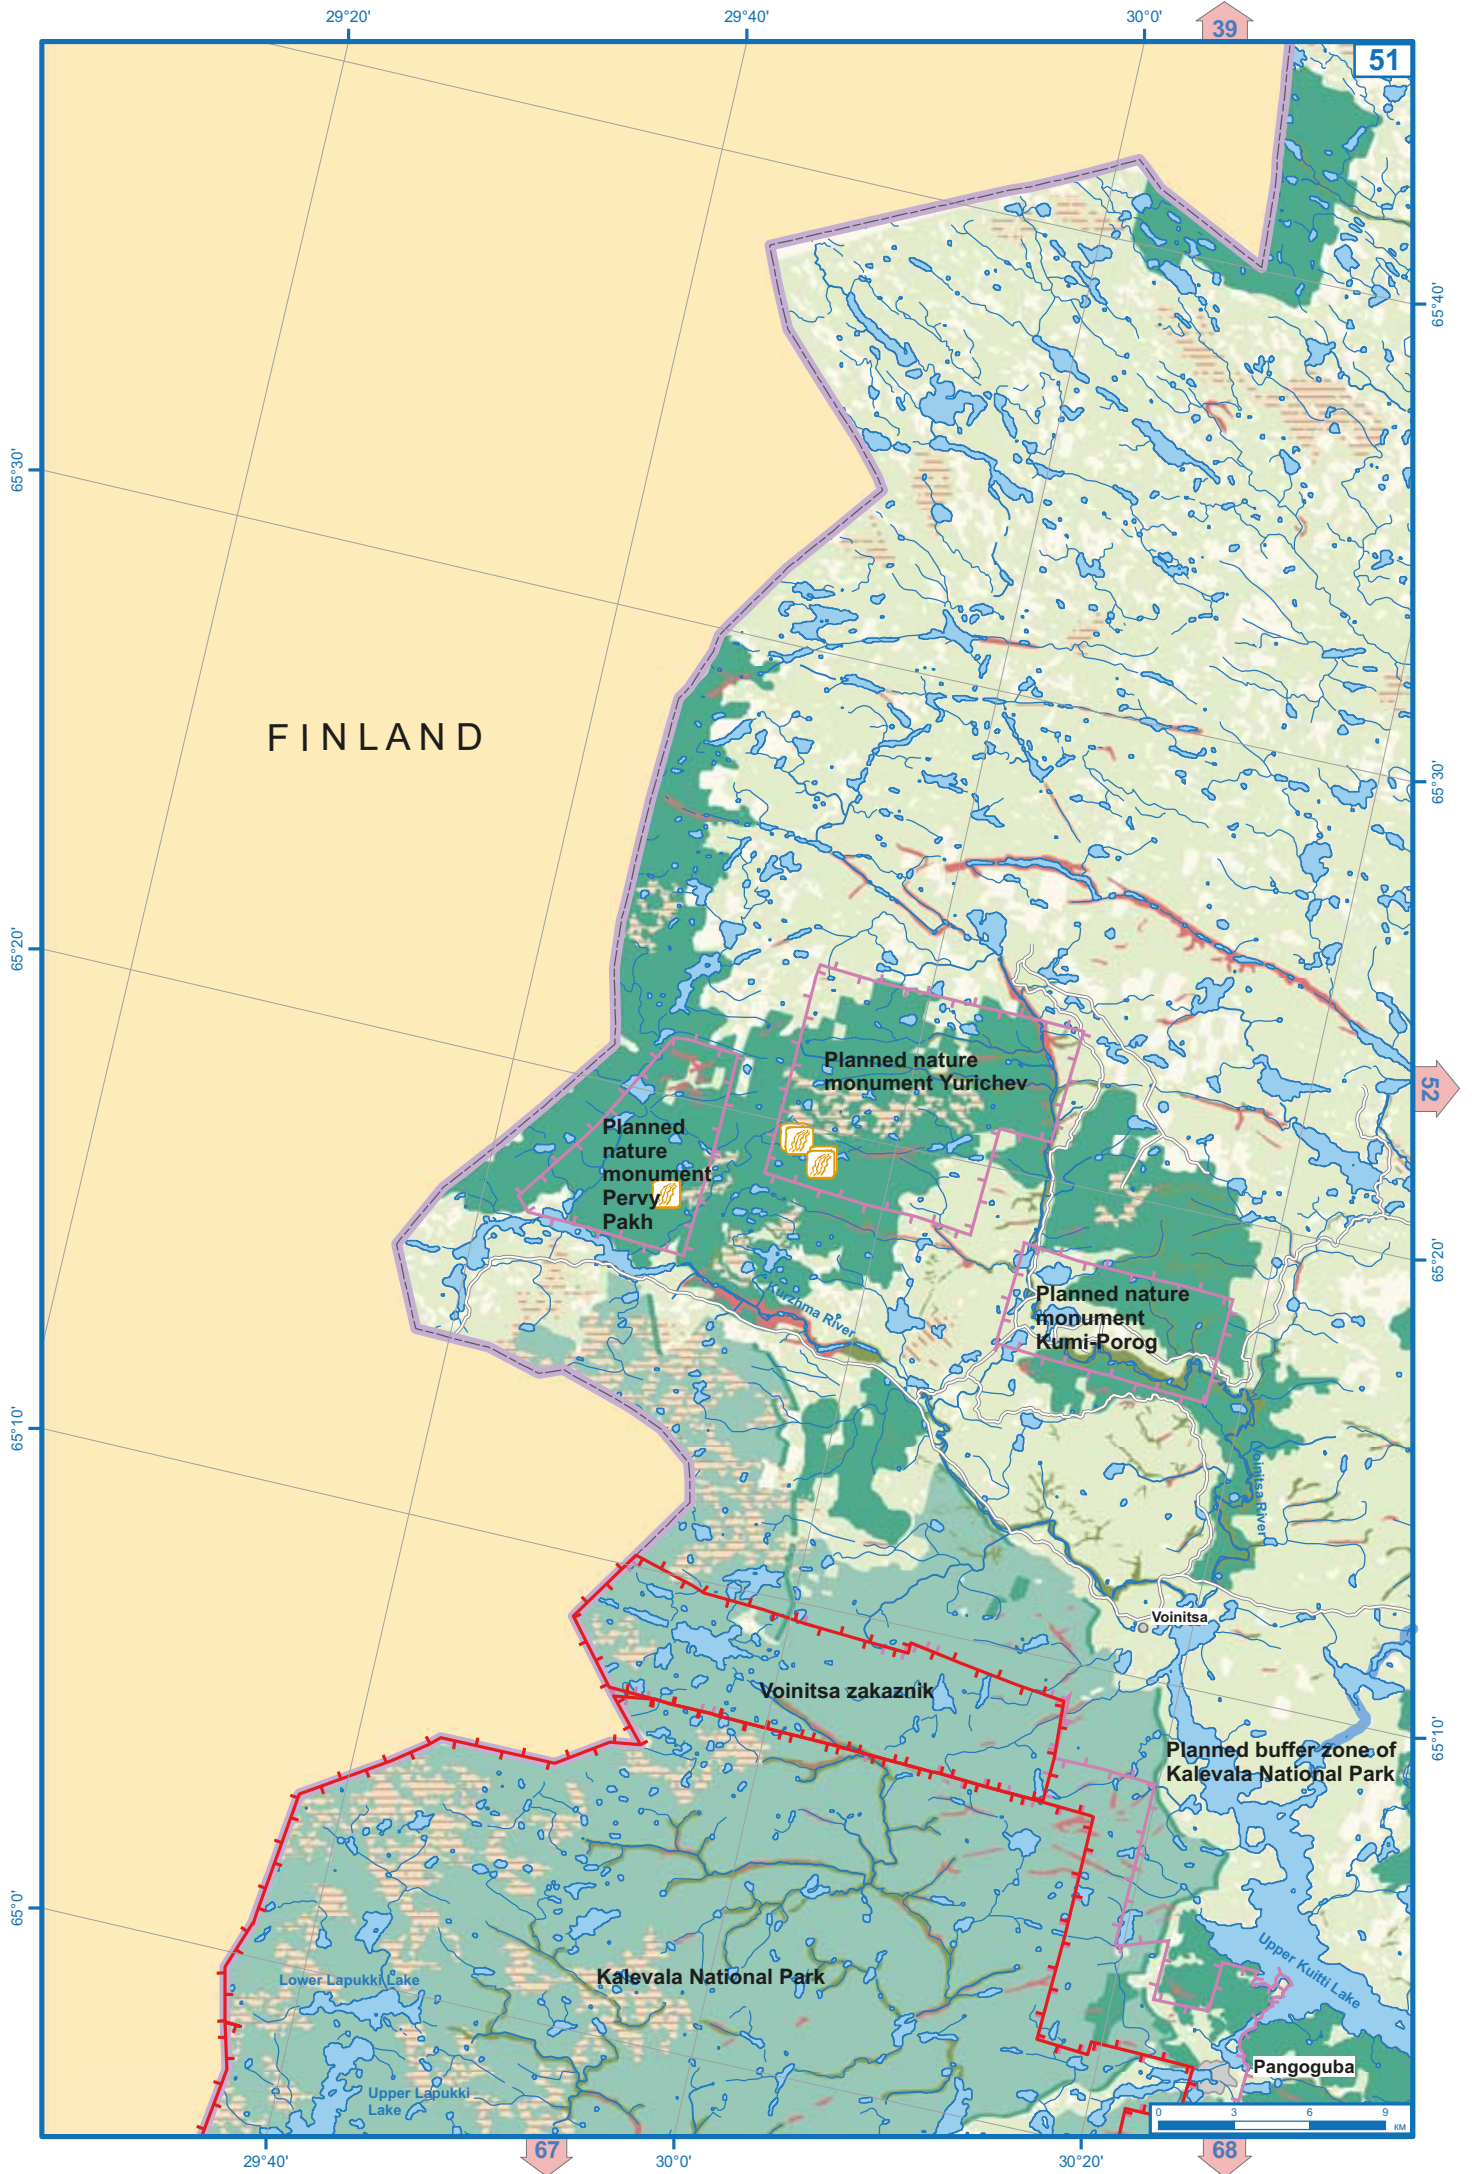 29°20'
29°40'
30°0'
39
51
65°40'
65°30'
FINLAND
65°30'
65°20'
Planned nature
monument Yurichev
52
Planned
nature
monument
Pervy
Pakh
65°20'
Kurzhma River
Planned nature
monument
Kumi-Porog
65°10'
Voinitsa River
Voinitsa
Voinitsa zakaznik
65°10'
Planned buffer zone of
Kalevala National Park
65°0'
Upper Kuitti Lake
Lower Lapukki Lake
Kalevala National Park
Pangoguba
Upper Lapukki
Lake
0 3 6 9
км
29°40'
67
30°0'
30°20'
68